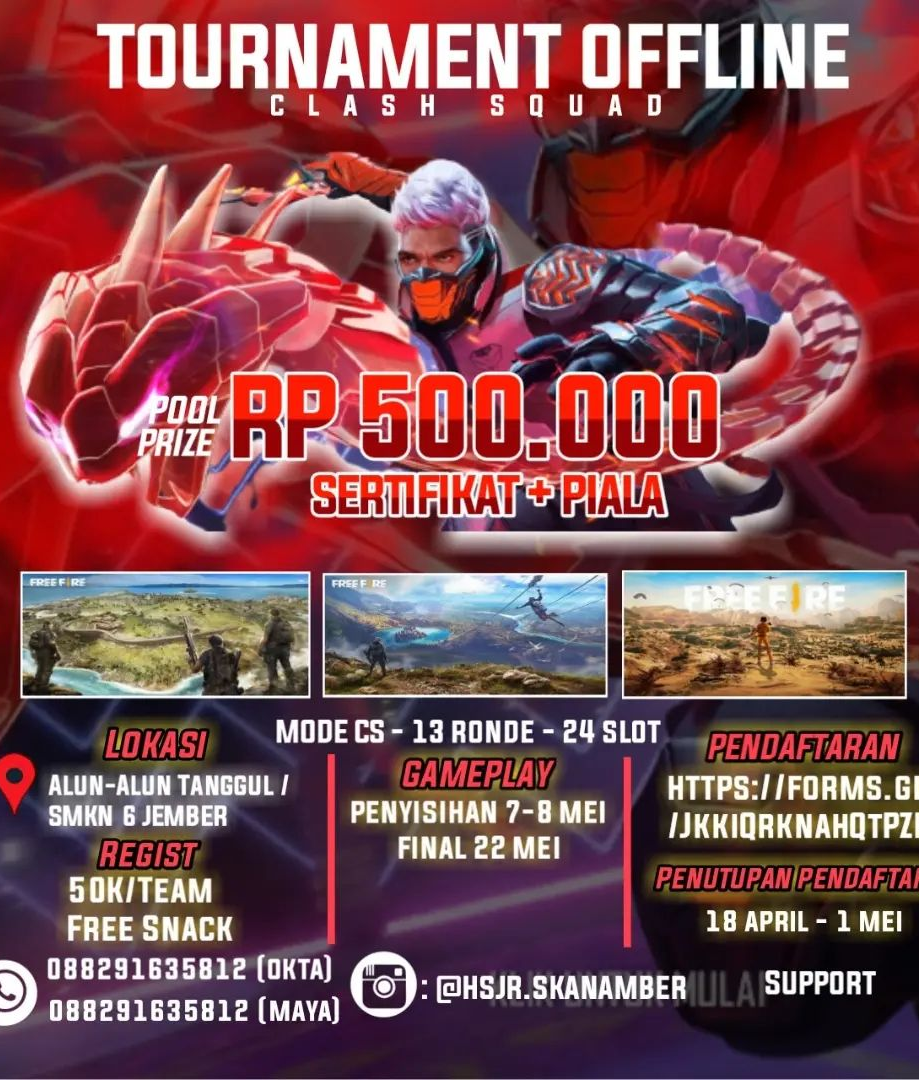 TOURNAMENT OFFLINE
CLASH SQUAD
POOL
PRIZE
RP 500.000
SERTIFIKAT + PIALA
FREE FIRE
FREE FIRE
FREE FIRE
MODE CS - 13 RONDE - 24 SLOT
LOKASI
ALUN-ALUN TANGGUL /
SMKN 6 JEMBER
REGIST
50K/TEAM
FREE SNACK
GAMEPLAY
PENYISIHAN 7-8 MEI
FINAL 22 MEI
PENDAFTARAN
HTTPS://FORMS.G
/JKKIQRKNAHQTPZ
PENUTUPAN PENDAFTA
18 APRIL - 1 MEI
088291635812 (OKTA)
088291635812 (MAYA)
: @HSJR.SKANAMBER
SUPPORT